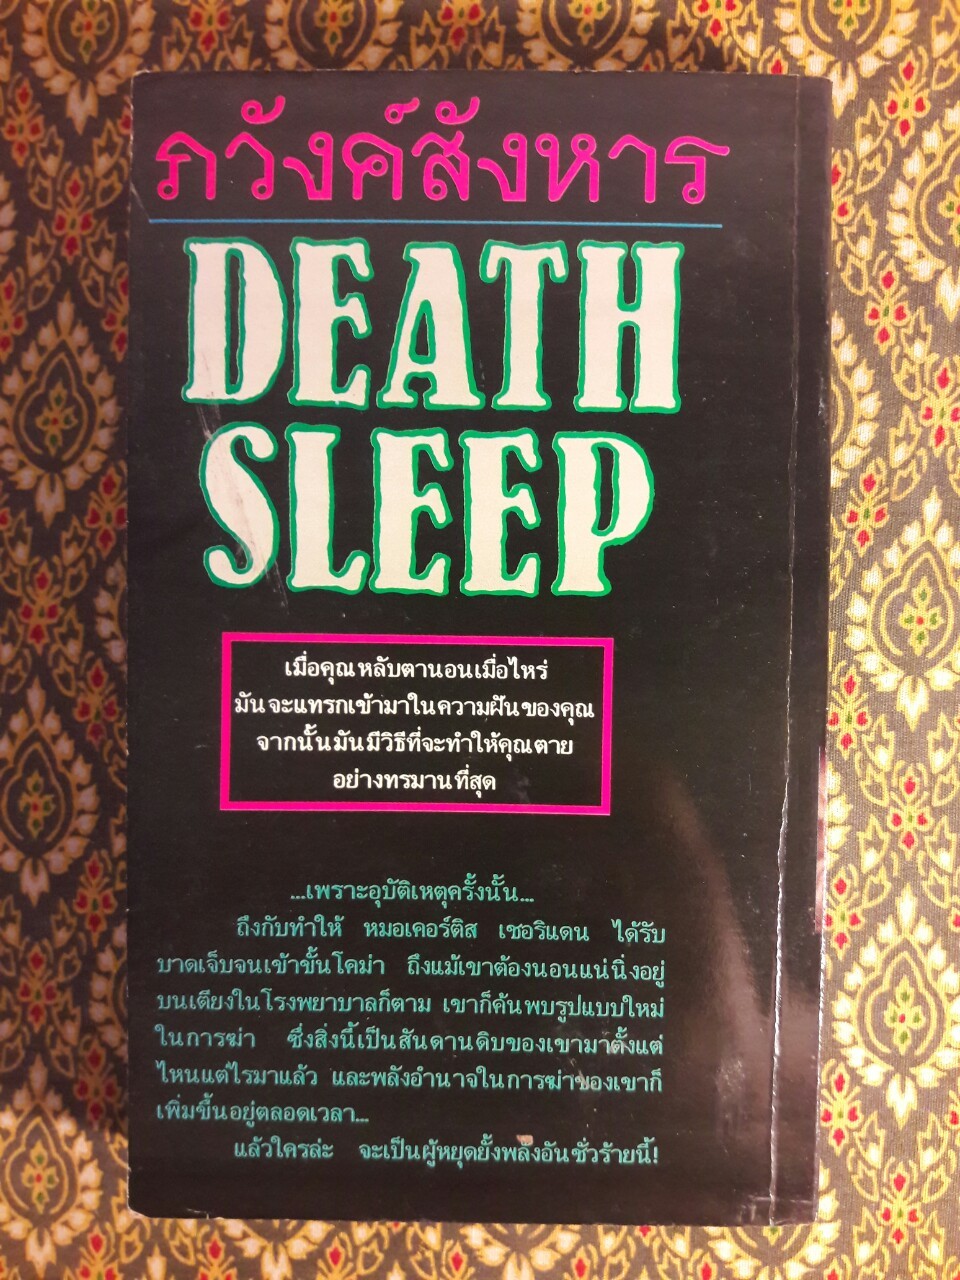 ภวังค์สังหาร
DEATH
SLEEP
เมื่อคุณหลับตานอนเมื่อไหร่
มันจะแทรกเข้ามาในความฝันของคุณ
จากนั้นมันมีวิธีที่จะทำให้คุณตาย
อย่างทรมานที่สุด
...เพราะอุบัติเหตุครั้งนั้น...
ถึงกับทำให้ หมอเคอร์ติส เชอริแดน ได้รับ
บาดเจ็บจนเข้าขั้นโคม่า ถึงแม้เขาต้องนอนแน่นิ่งอยู่
บนเตียงในโรงพยาบาลก็ตาม เขาก็ค้นพบรูปแบบใหม่
ในการฆ่า ซึ่งสิ่งนี้เป็นสันดานดิบของเขามาตั้งแต่
ไหนแต่ไรมาแล้ว และพลังอำนาจในการฆ่าของเขาก็
เพิ่มขึ้นอยู่ตลอดเวลา...
แล้วใครล่ะ จะเป็นผู้หยุดยั้งพลังอันชั่วร้ายนี้!